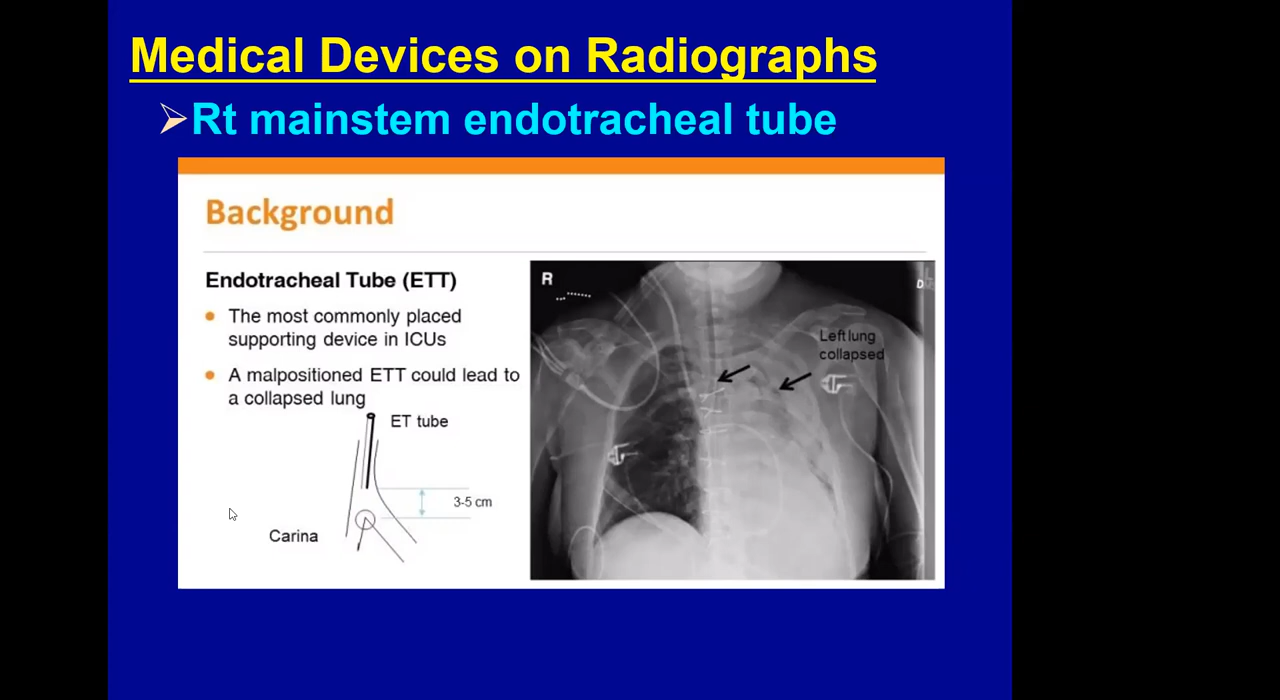 Medical Devices on Radiographs
Rt mainstem endotracheal tube
Background
Endotracheal Tube (ETT)
The most commonly placed
supporting device in ICUs
A malpositioned ETT could lead to
a collapsed lung
ET tube
3-5 cm
Carina
R
Left lung
collapsed